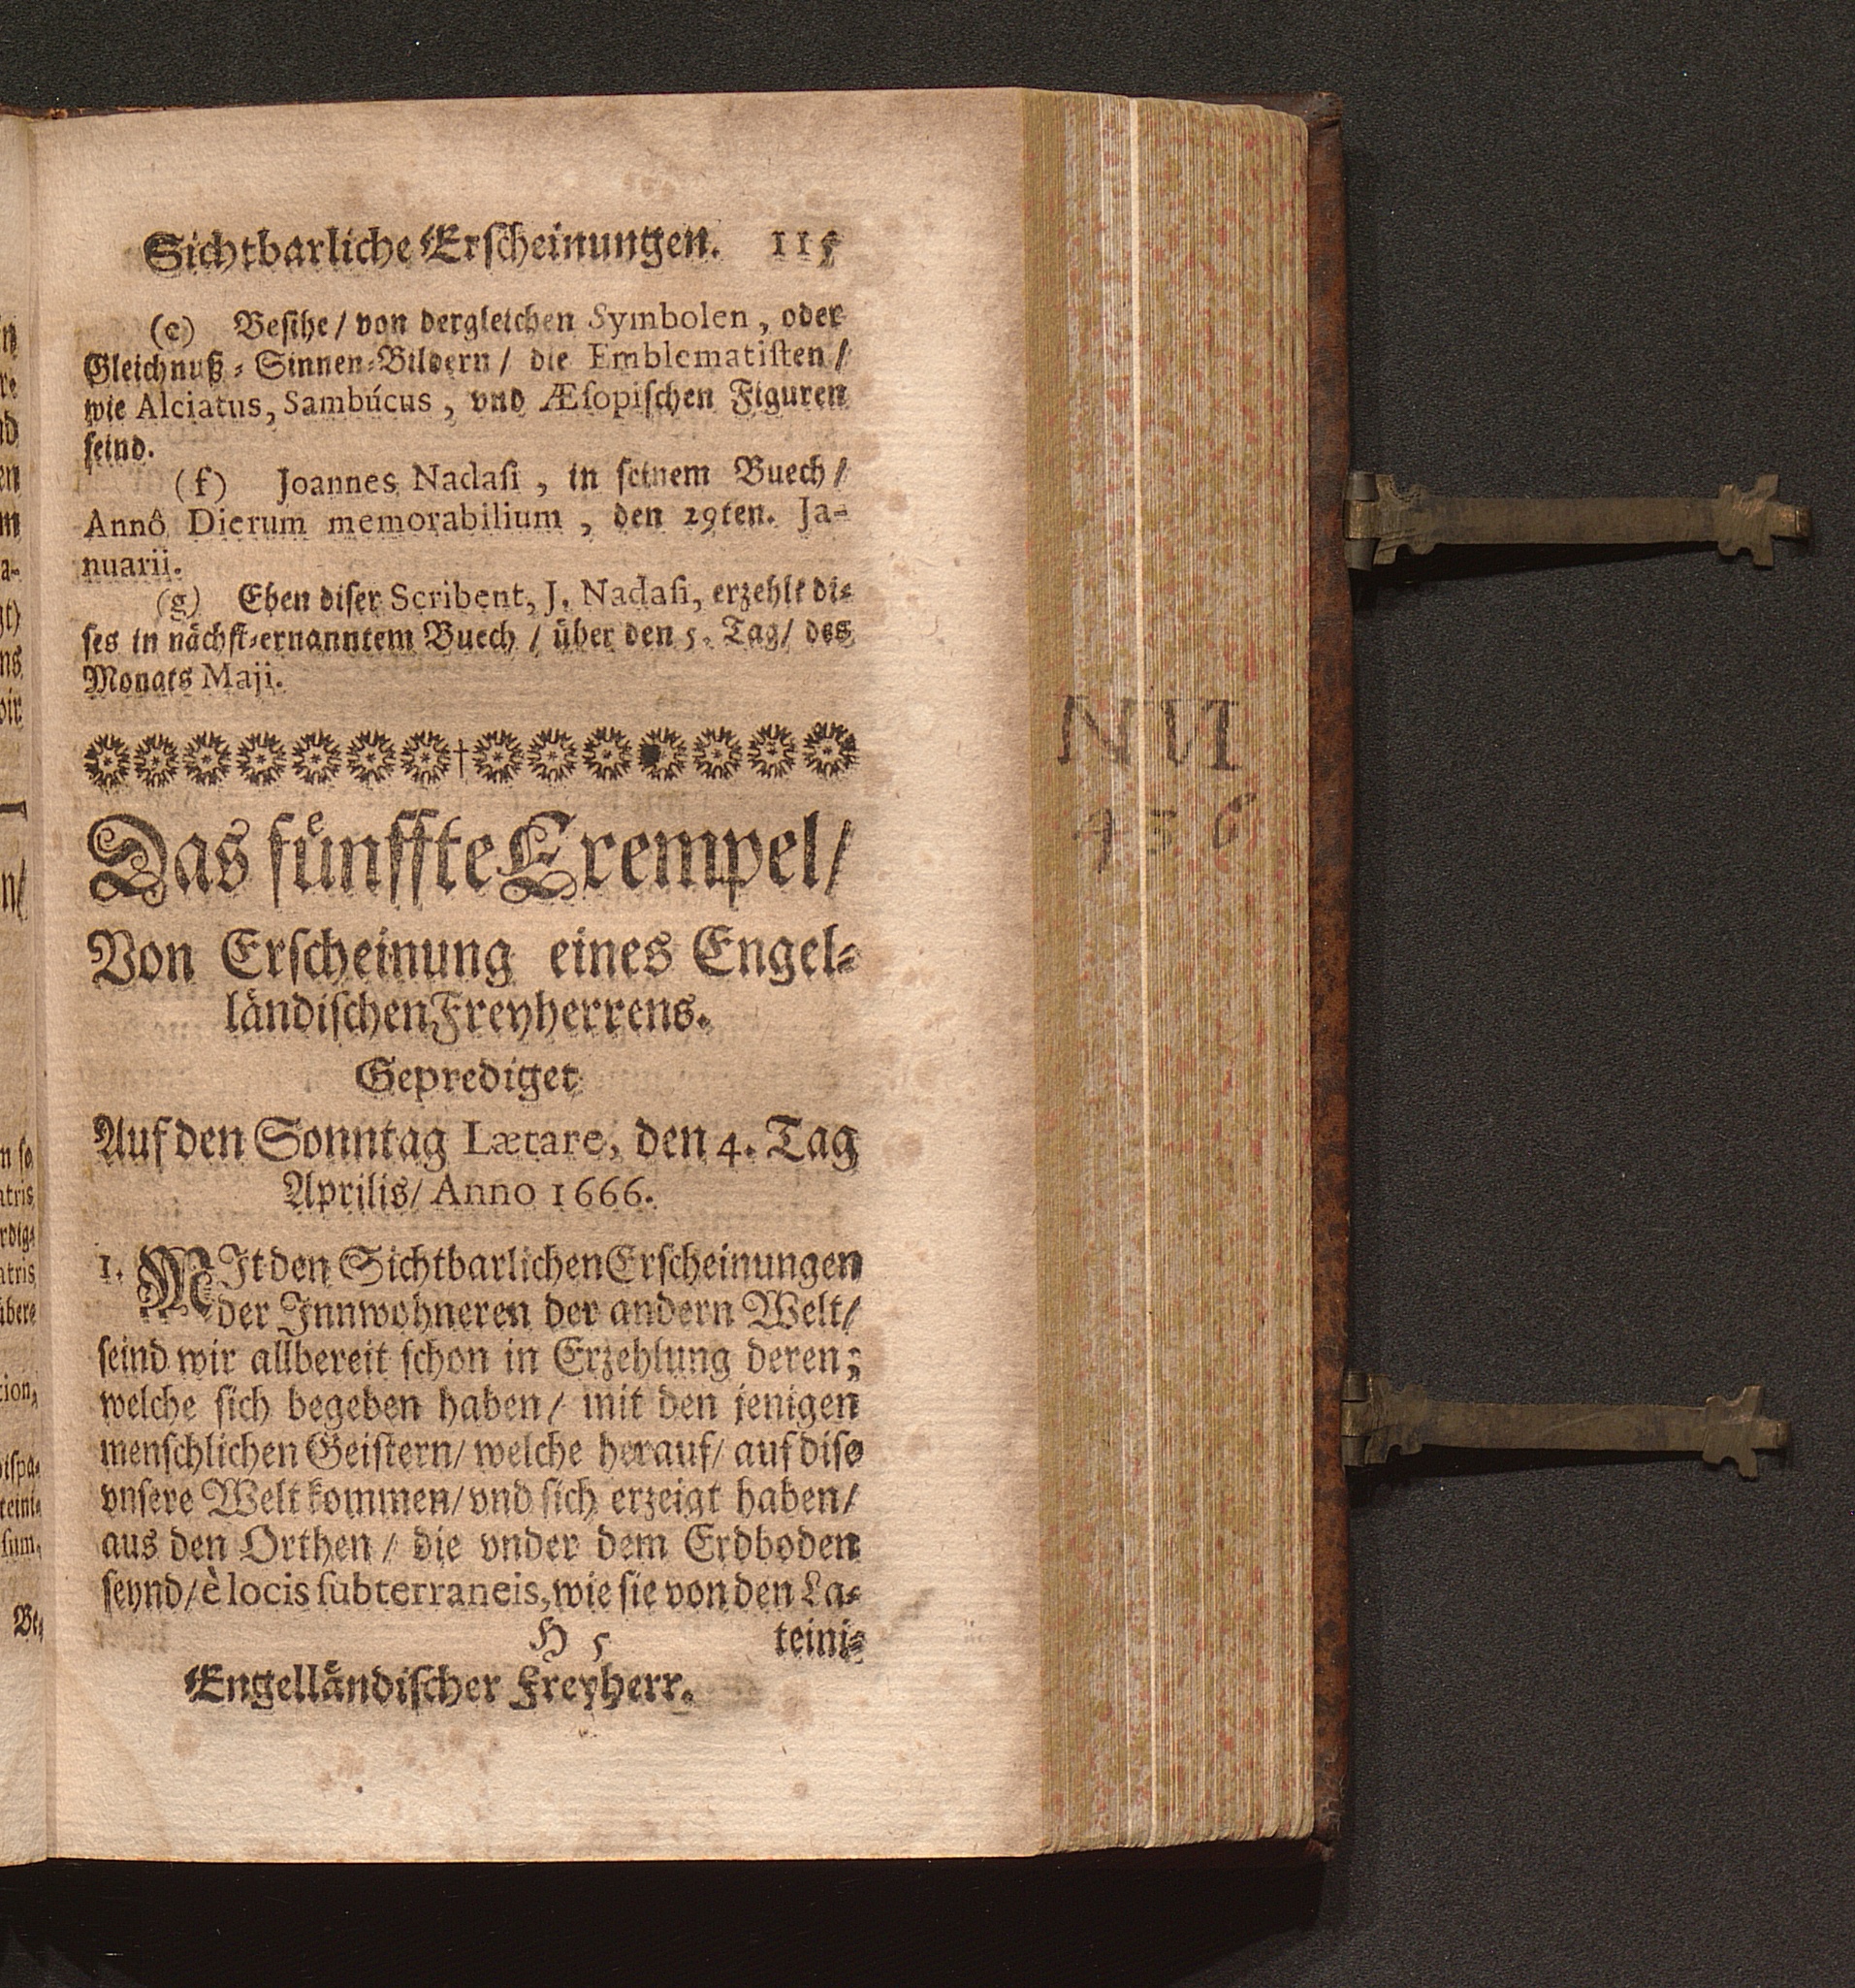 Sichtbarliche Erscheinungen. 115
(e) Besihe / von dergleichen Symbolen, oder
Gleichnuß-Sinnen-Bildern / die Emblematisten /
wie Alciatus, Sambúcus, vnd Æsopischen Figuren
seind.
(f) Joannes Nadasi, in seinem Buech /
Annô Dierum memorabilium, den 29ten. Ja-
nuarii.
(g) Eben diser Scribent, J. Nadasi, erzehlt di-
ses in nächst-ernanntem Buech / über den 5. Tag / des
Monats Maji.
Das fünffte Exempel /
Von Erscheinung eines Engel-
ländischen Freyherrens.
Geprediget
Auf den Sonntag Lætare, den 4. Tag
Aprilis / Anno 1666.
1. MIt den Sichtbarlichen Erscheinungen
der Innwohneren der andern Welt /
seind wir allbereit schon in Erzehlung deren;
welche sich begeben haben / mit den jenigen
menschlichen Geistern / welche herauf / auf dise
vnsere Welt kommen / vnd sich erzeigt haben /
aus den Orthen / die vnder dem Erdboden
seynd / è locis subterraneis, wie sie von den La-
H 5 teini-
Engelländischer Freyherr.
NUI
436